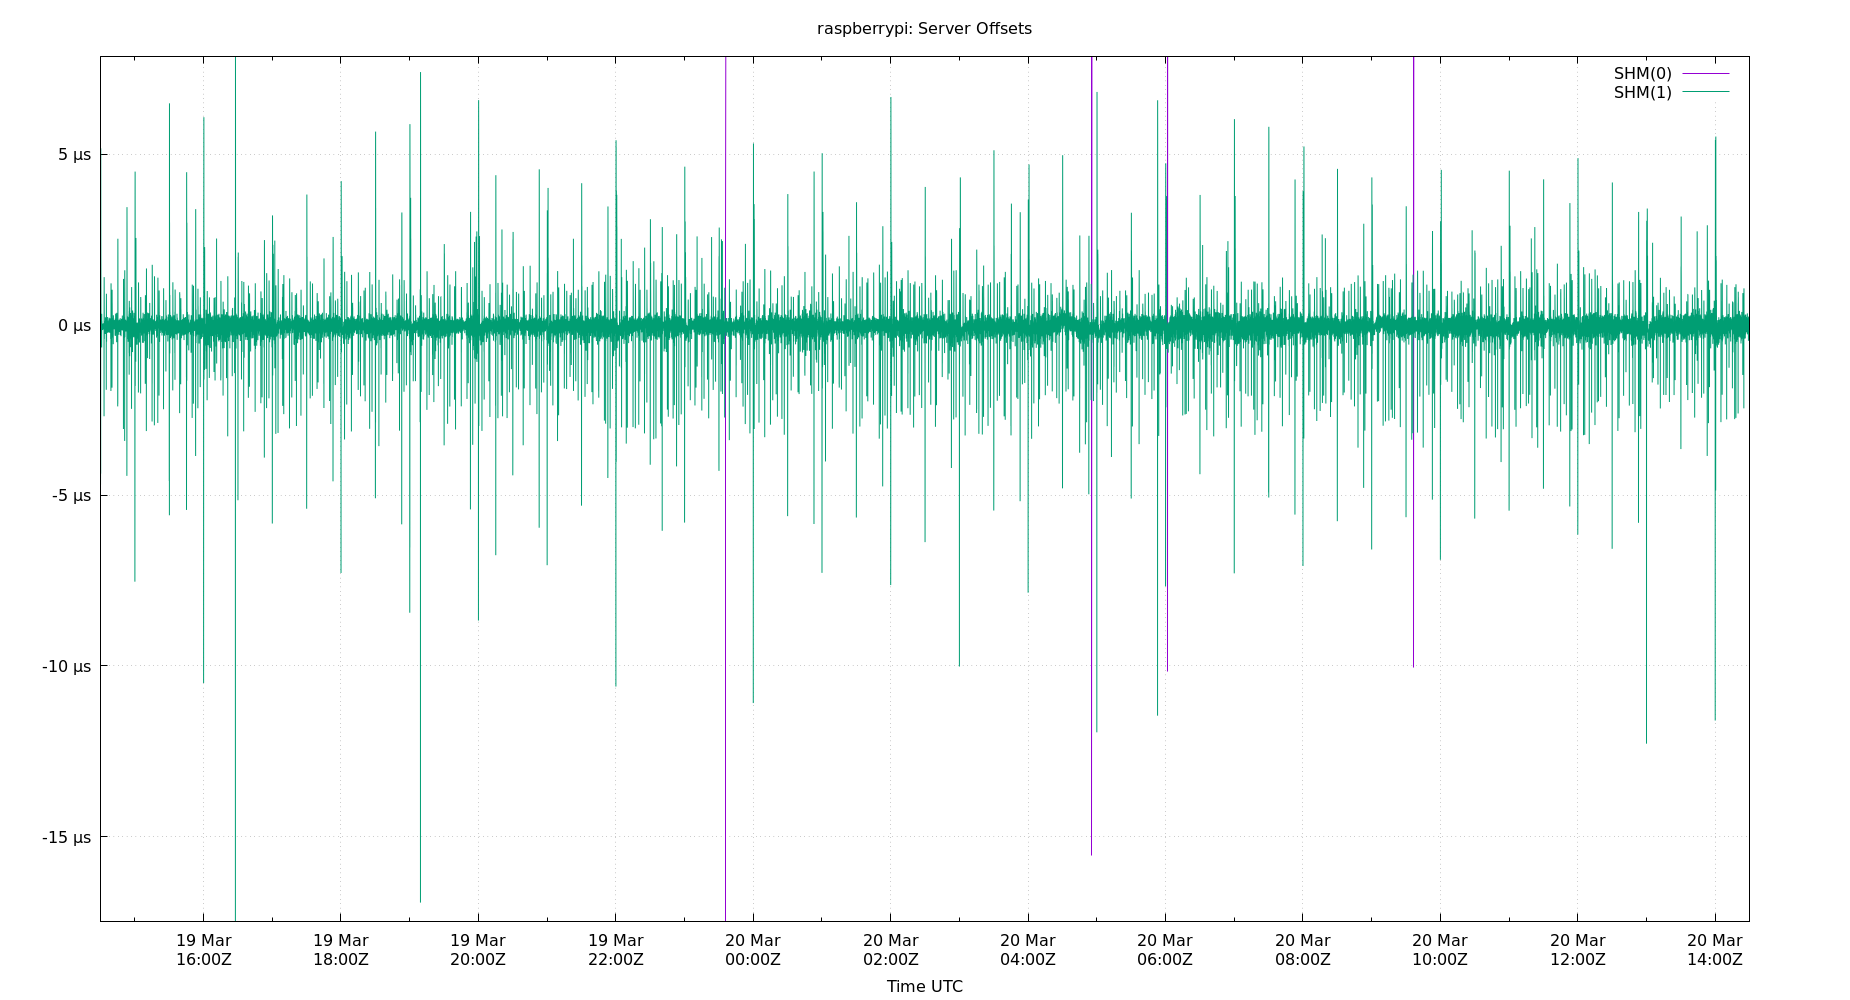 raspberrypi: Server Offsets
SHM(0)
SHM(1)
5 µs
0 µs
-5 µs
-10 µs
-15 µs
19 Mar 19 Mar 19 Mar 19 Mar 20 Mar 20 Mar 20 Mar 20 Mar 20 Mar 20 Mar 20 Mar 20 Mar
16:00Z 18:00Z 20:00Z 22:00Z 00:00Z 02:00Z 04:00Z 06:00Z 08:00Z 10:00Z 12:00Z 14:00Z
Time UTC